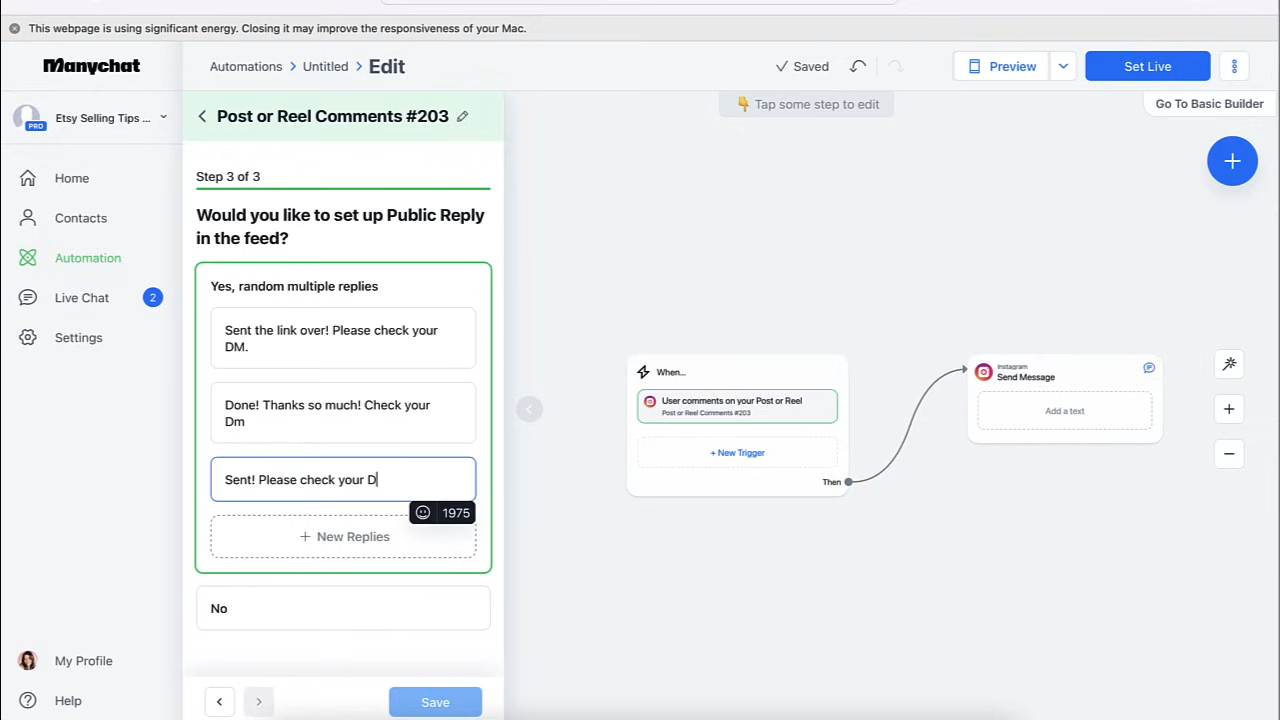 This webpage is using significant energy. Closing it may improve the responsiveness of your Mac.
Manychat
Automations > Untitled > Edit
Saved
Preview
Set Live
PRO
Etsy Selling Tips ...
Post or Reel Comments #203
👇 Tap some step to edit
Go To Basic Builder
Home
Contacts
Automation
Live Chat
2
Settings
My Profile
Help
Step 3 of 3
Would you like to set up Public Reply
in the feed?
Yes, random multiple replies
Sent the link over! Please check your
DM.
Done! Thanks so much! Check your
Dm
Sent! Please check your D
1975
+ New Replies
No
Save
When...
User comments on your Post or Reel
Post or Reel Comments #203
+ New Trigger
Then
Instagram
Send Message
Add a text